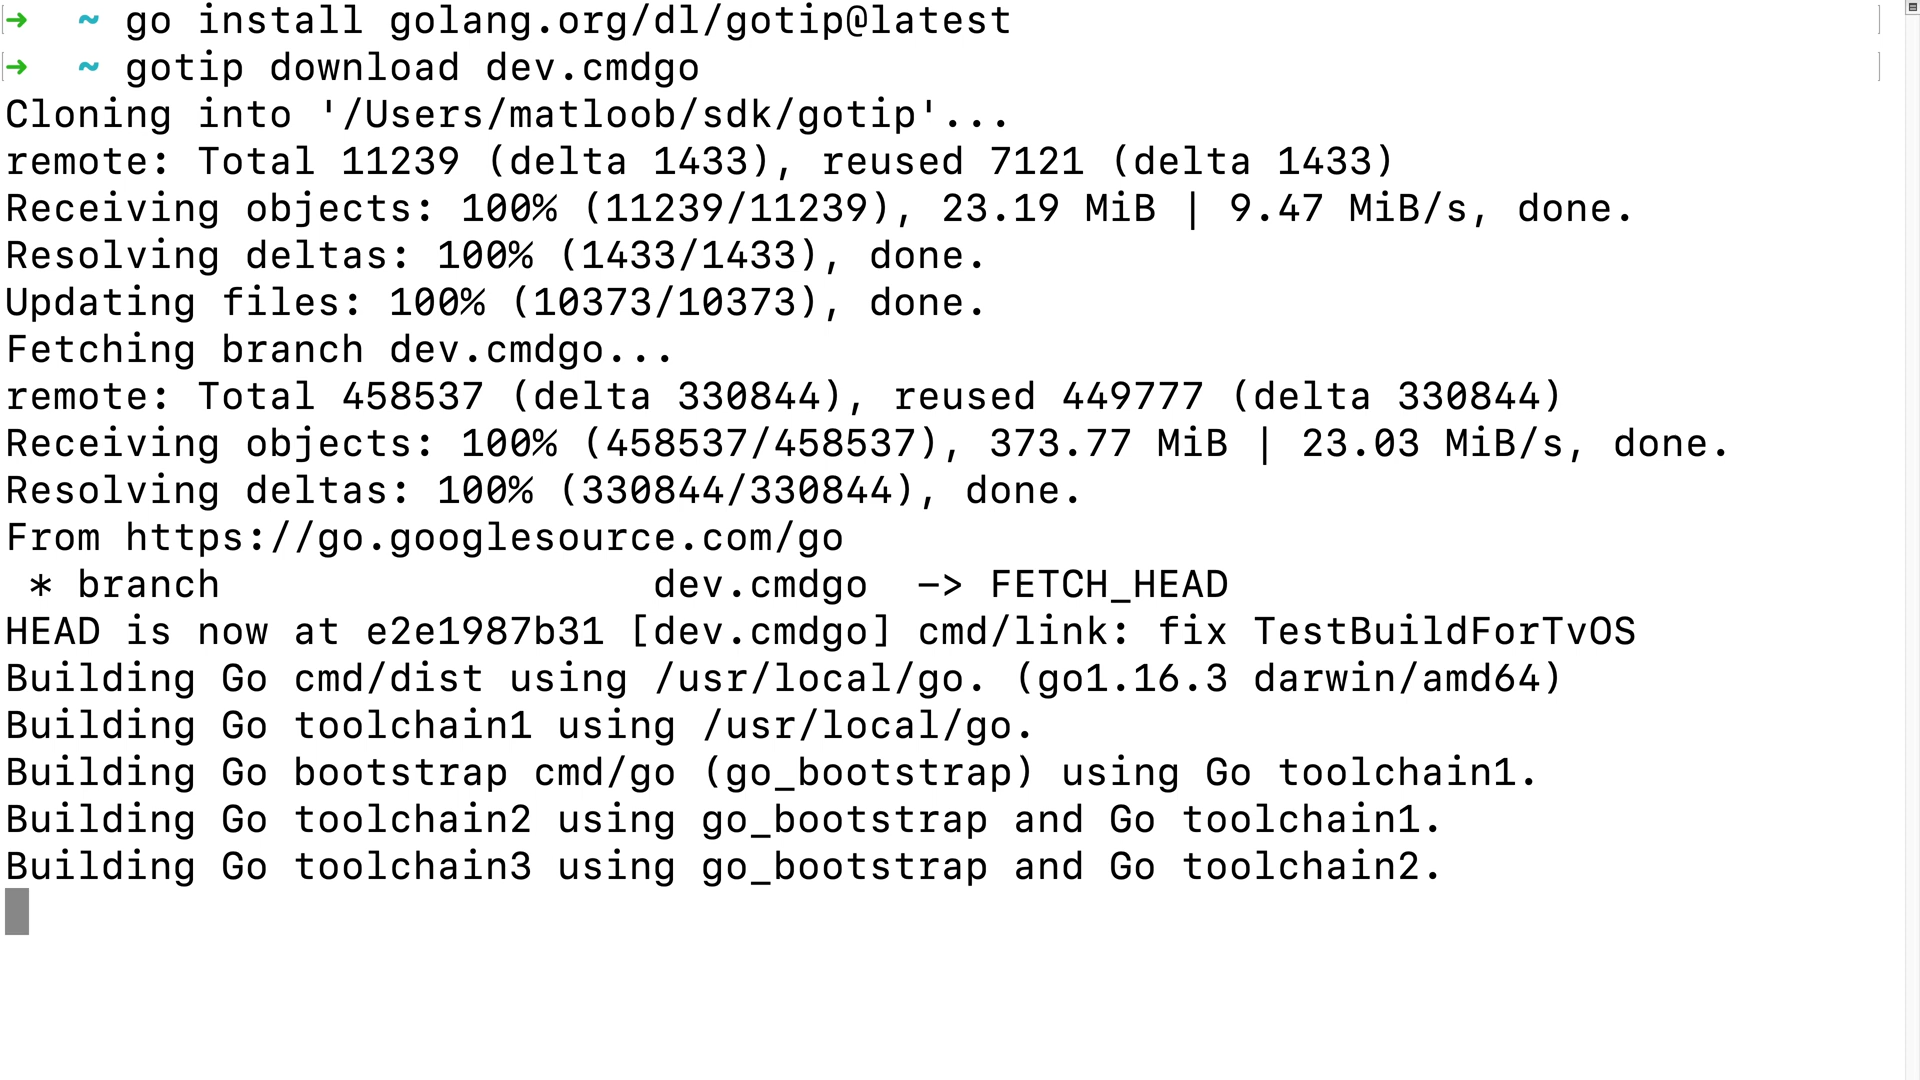 ➜  ~ go install golang.org/dl/gotip@latest
➜  ~ gotip download dev.cmdgo
Cloning into '/Users/matloob/sdk/gotip'...
remote: Total 11239 (delta 1433), reused 7121 (delta 1433)
Receiving objects: 100% (11239/11239), 23.19 MiB | 9.47 MiB/s, done.
Resolving deltas: 100% (1433/1433), done.
Updating files: 100% (10373/10373), done.
Fetching branch dev.cmdgo...
remote: Total 458537 (delta 330844), reused 449777 (delta 330844)
Receiving objects: 100% (458537/458537), 373.77 MiB | 23.03 MiB/s, done.
Resolving deltas: 100% (330844/330844), done.
From https://go.googlesource.com/go
 * branch                  dev.cmdgo  -> FETCH_HEAD
HEAD is now at e2e1987b31 [dev.cmdgo] cmd/link: fix TestBuildForTvOS
Building Go cmd/dist using /usr/local/go. (go1.16.3 darwin/amd64)
Building Go toolchain1 using /usr/local/go.
Building Go bootstrap cmd/go (go_bootstrap) using Go toolchain1.
Building Go toolchain2 using go_bootstrap and Go toolchain1.
Building Go toolchain3 using go_bootstrap and Go toolchain2.